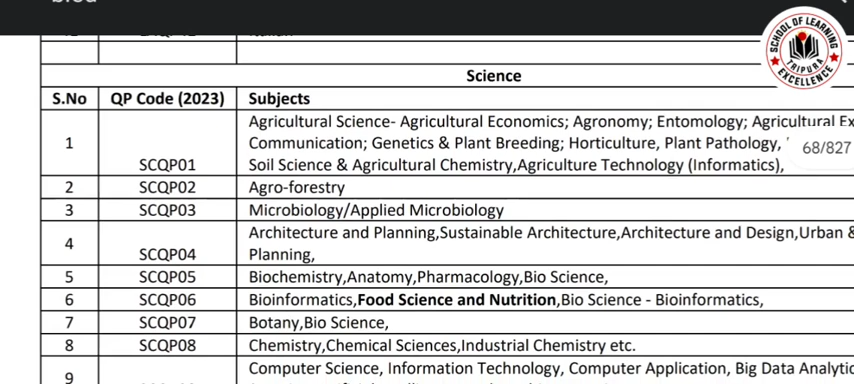 Italian
Science
S.No QP Code (2023) Subjects
Agricultural Science- Agricultural Economics; Agronomy; Entomology; Agricultural Ex
1 Communication; Genetics & Plant Breeding; Horticulture, Plant Pathology,
SCQP01 Soil Science & Agricultural Chemistry,Agriculture Technology (Informatics),
2 SCQP02 Agro-forestry
3 SCQP03 Microbiology/Applied Microbiology
4 Architecture and Planning,Sustainable Architecture,Architecture and Design,Urban &
SCQP04 Planning,
5 SCQP05 Biochemistry,Anatomy,Pharmacology,Bio Science,
6 SCQP06 Bioinformatics,Food Science and Nutrition,Bio Science - Bioinformatics,
7 SCQP07 Botany,Bio Science,
8 SCQP08 Chemistry,Chemical Sciences,Industrial Chemistry etc.
9 Computer Science, Information Technology, Computer Application, Big Data Analytic
SCHOOL OF LEARNING
TRIPURA
EXCELLENCE
68/827